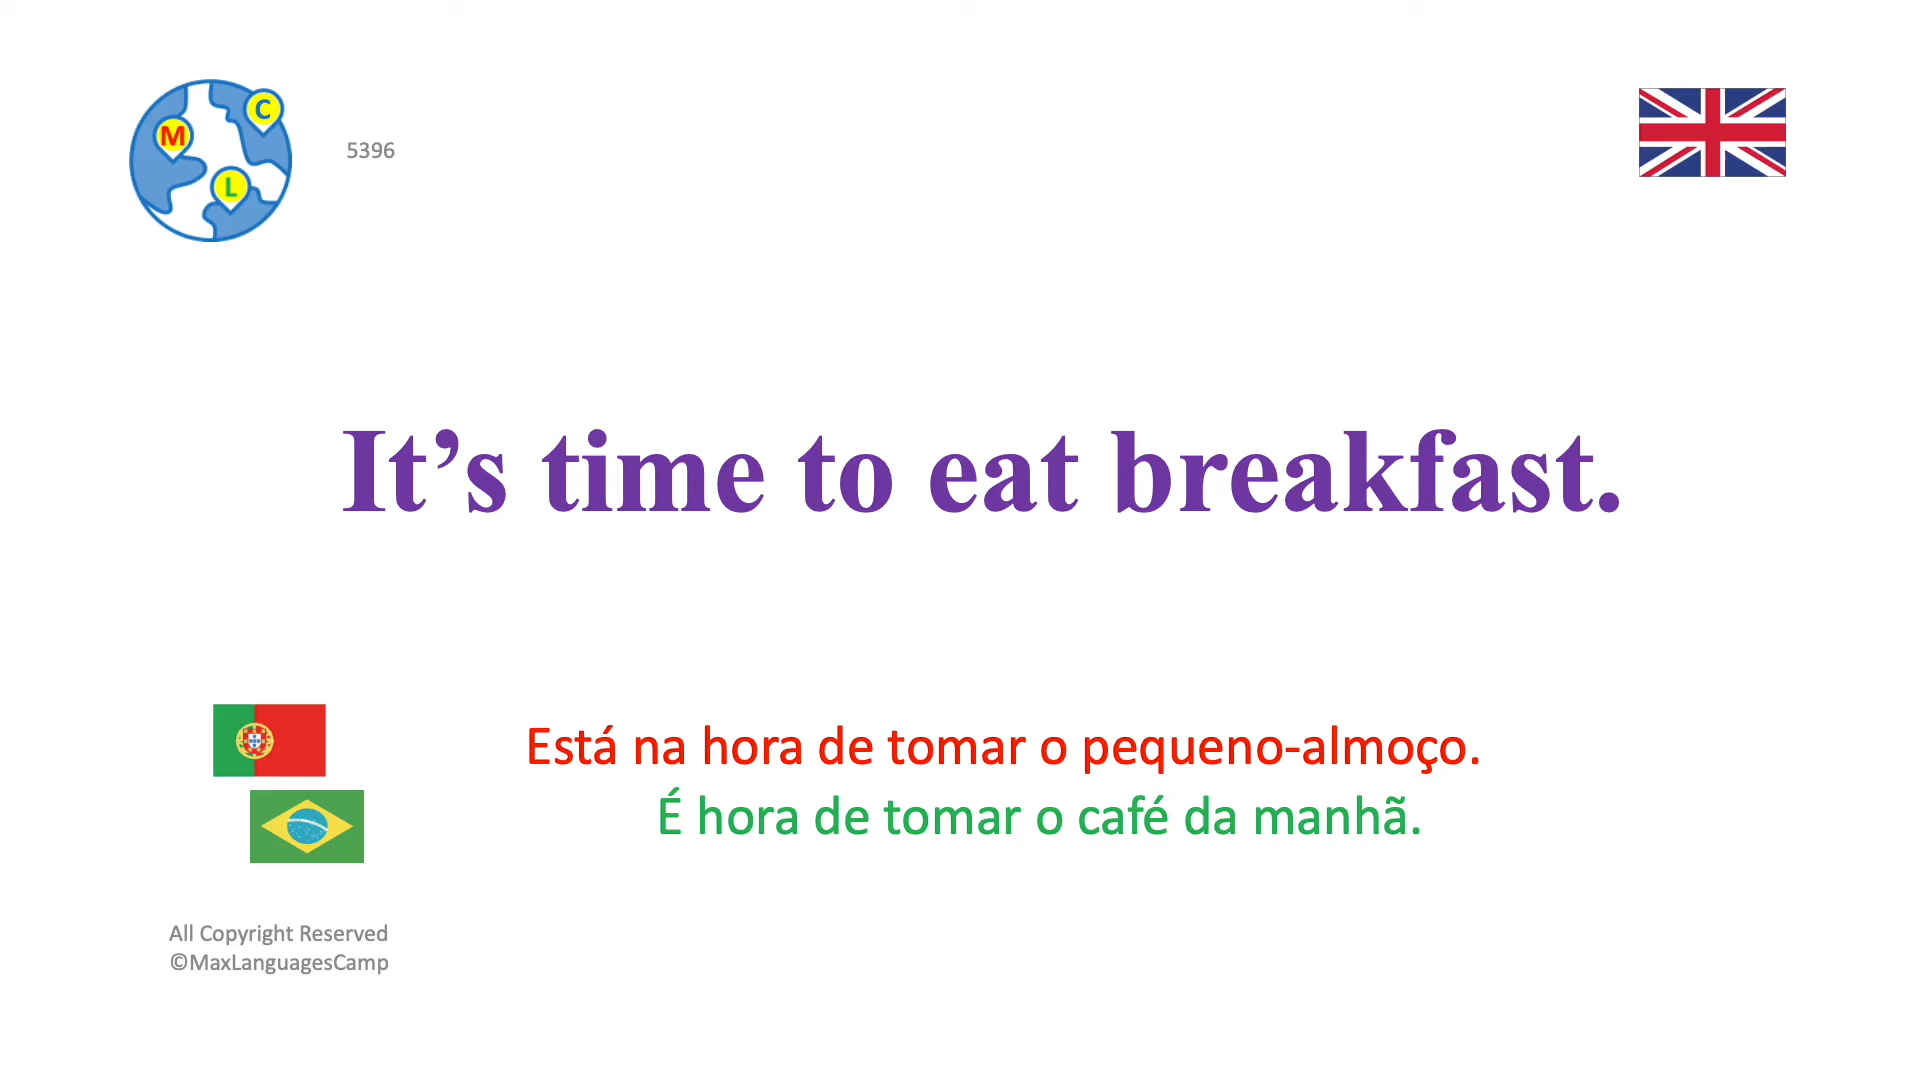 C
M
L
5396
It’s time to eat breakfast.
Está na hora de tomar o pequeno-almoço.
É hora de tomar o café da manhã.
All Copyright Reserved
©MaxLanguagesCamp